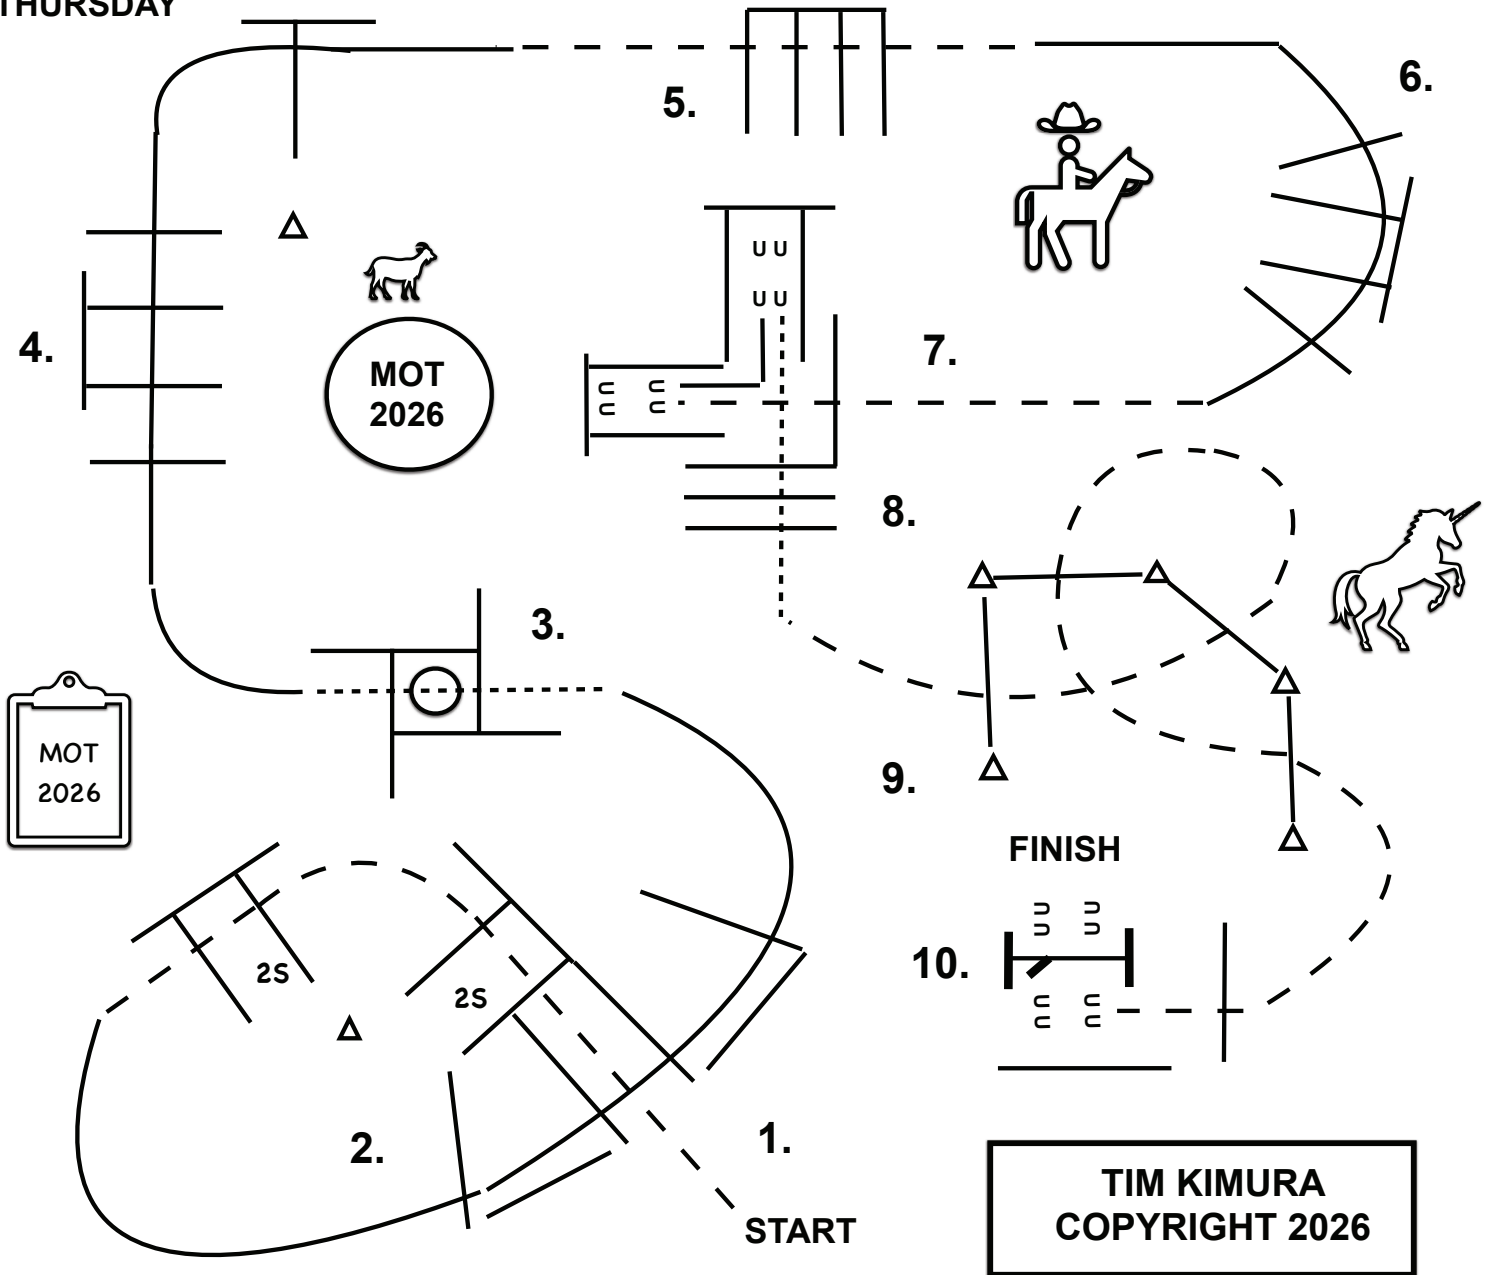 THURSDAY
5.
6.
4.
MOT
2026
U U
U U
7.
8.
3.
MOT
2026
9.
FINISH
2S
2S
10.
2.
1.
START
TIM KIMURA
COPYRIGHT 2026